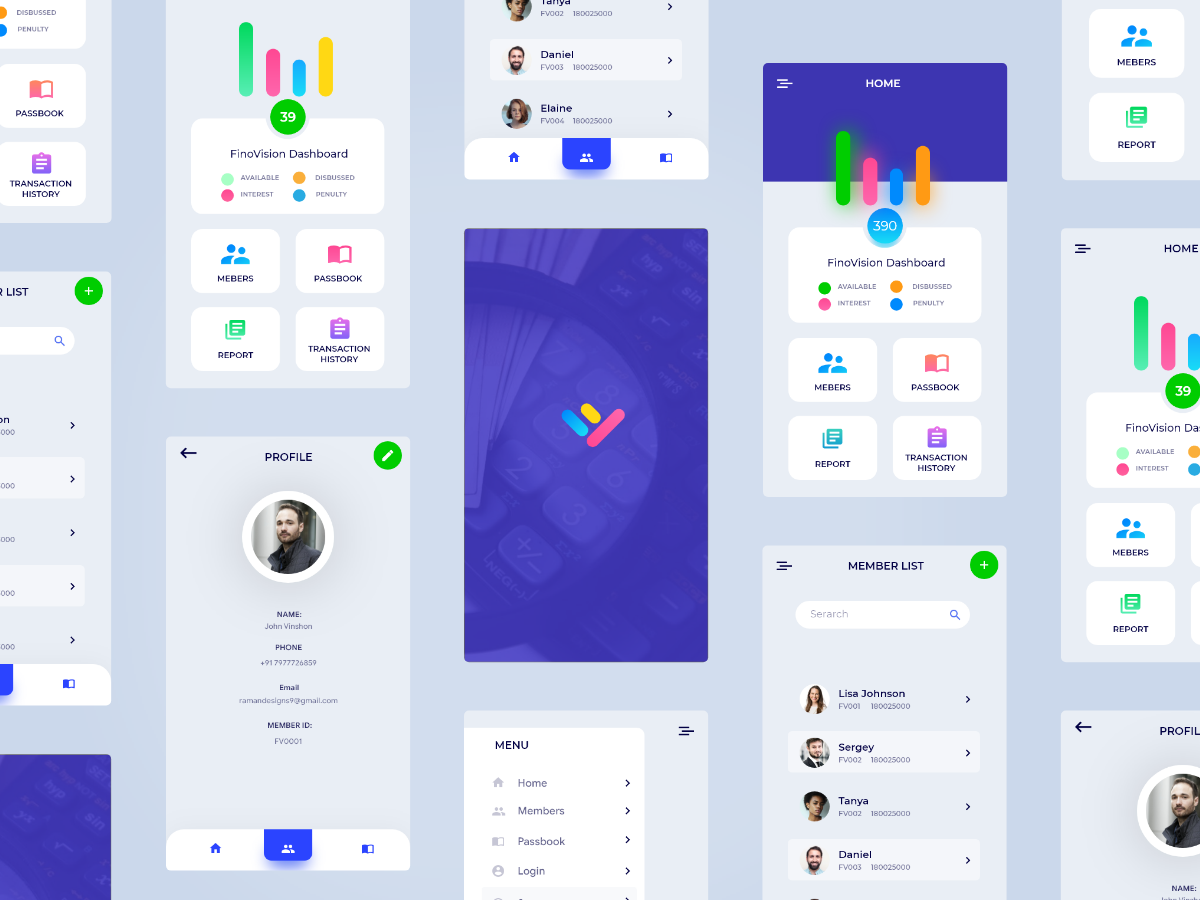 DISBUSSED
PENULTY
PASSBOOK
TRANSACTION
HISTORY
R LIST
+
on
000
000
000
000
000
39
FinoVision Dashboard
AVAILABLE DISBUSSED
INTEREST PENULTY
MEBERS PASSBOOK
REPORT TRANSACTION
HISTORY
PROFILE
NAME:
John Vinshon
PHONE
+91 7977726859
Email
ramandesigns9@gmail.com
MEMBER ID:
FV0001
Tanya
FV002 180025000
Daniel
FV003 180025000
Elaine
FV004 180025000
MENU
Home
Members
Passbook
Login
HOME
390
FinoVision Dashboard
AVAILABLE DISBUSSED
INTEREST PENULTY
MEBERS PASSBOOK
REPORT TRANSACTION
HISTORY
MEMBER LIST
+
Serarch
Lisa Johnson
FV001 180025000
Sergey
FV002 180025000
Tanya
FV002 180025000
Daniel
FV003 180025000
MEBERS
REPORT
HOME
39
FinoVision Das
AVAILABLE
INTEREST
MEBERS
REPORT
PROFIL
NAME: